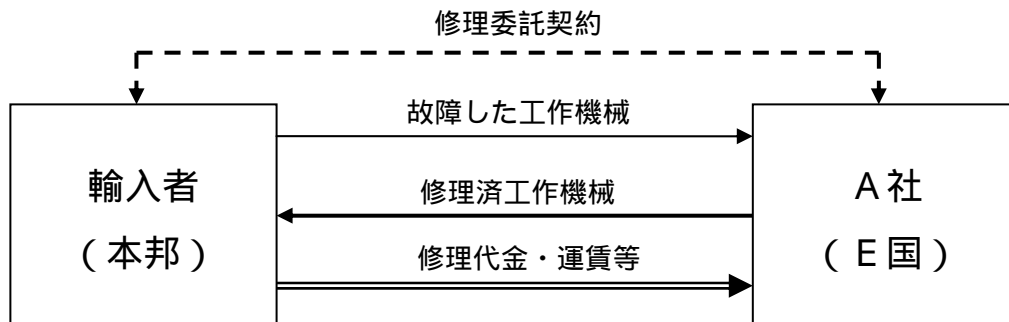 修理委託契約
故障した工作機械
輸入者
（本邦）
修理済工作機械
修理代金・運賃等
Ａ社
（Ｅ国）